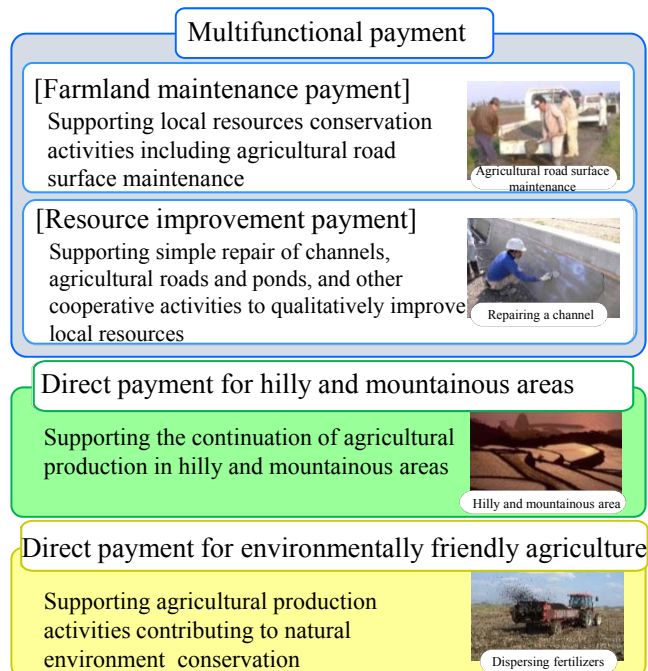 Multifunctional payment
[Farmland maintenance payment]
Supporting local resources conservation
activities including agricultural road
surface maintenance
Agricultural road surface
maintenance
[Resource improvement payment]
Supporting simple repair of channels,
agricultural roads and ponds, and other
cooperative activities to qualitatively improve
local resources
Repairing a channel
Direct payment for hilly and mountainous areas
Supporting the continuation of agricultural
production in hilly and mountainous areas
Hilly and mountainous area
Direct payment for environmentally friendly agriculture
Supporting agricultural production
activities contributing to natural
environment conservation
Dispersing fertilizers